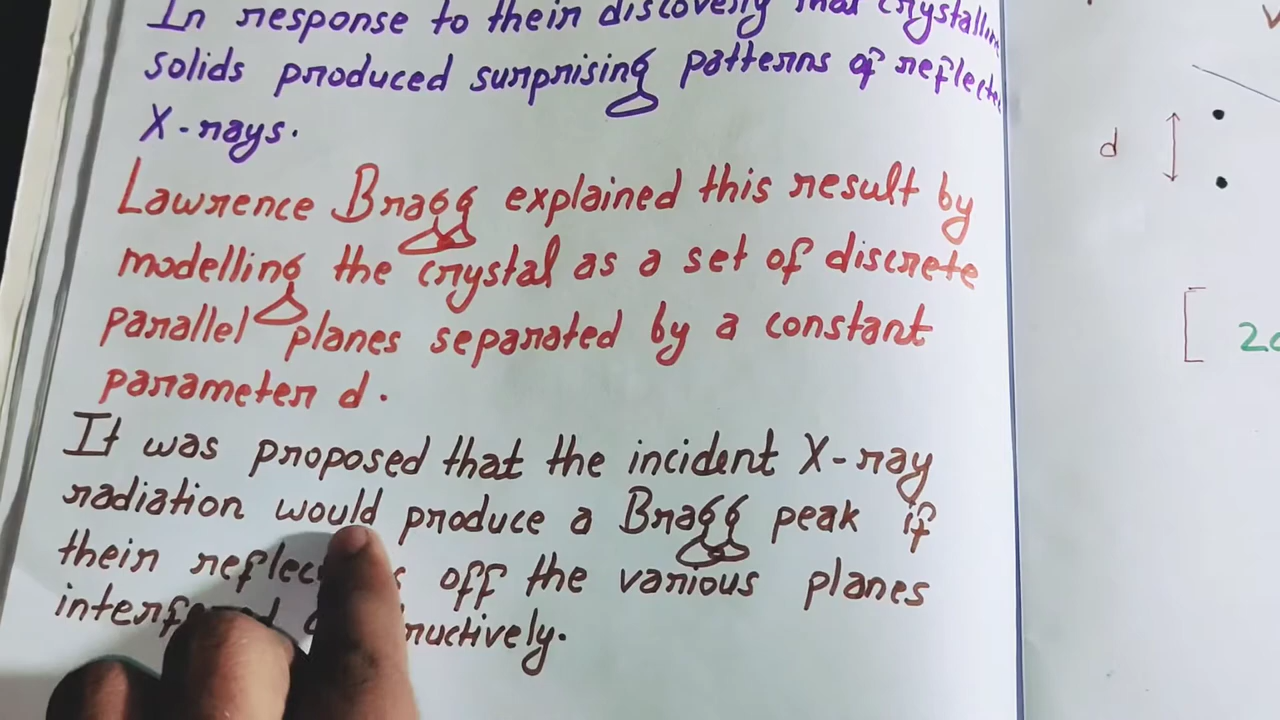 In response to their discovery that crystalline
solids produced surprising patterns of reflected
X-rays.
Lawrence Bragg explained this result by
modelling the crystal as a set of discrete
parallel planes separated by a constant
parameter d.
It was proposed that the incident X-ray
radiation would produce a Bragg peak if
their off the various planes
d
[ 2